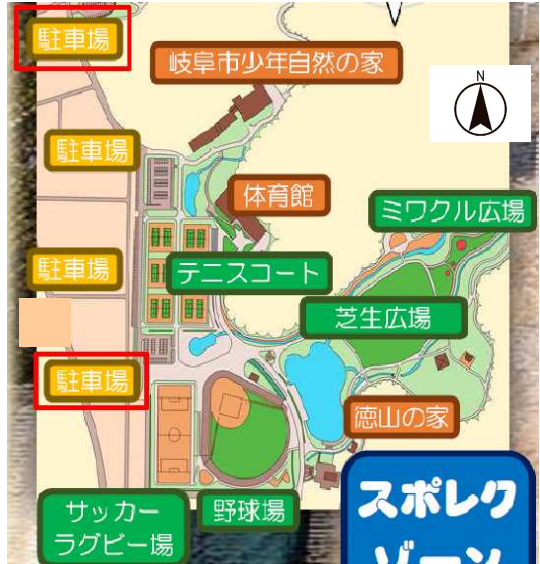 駐車場
岐阜市少年自然の家
N
駐車場
体育館
ミワクル広場
駐車場
テニスコート
芝生広場
駐車場
徳山の家
サッカー
ラグビー場
野球場
スポレク
ゾーン